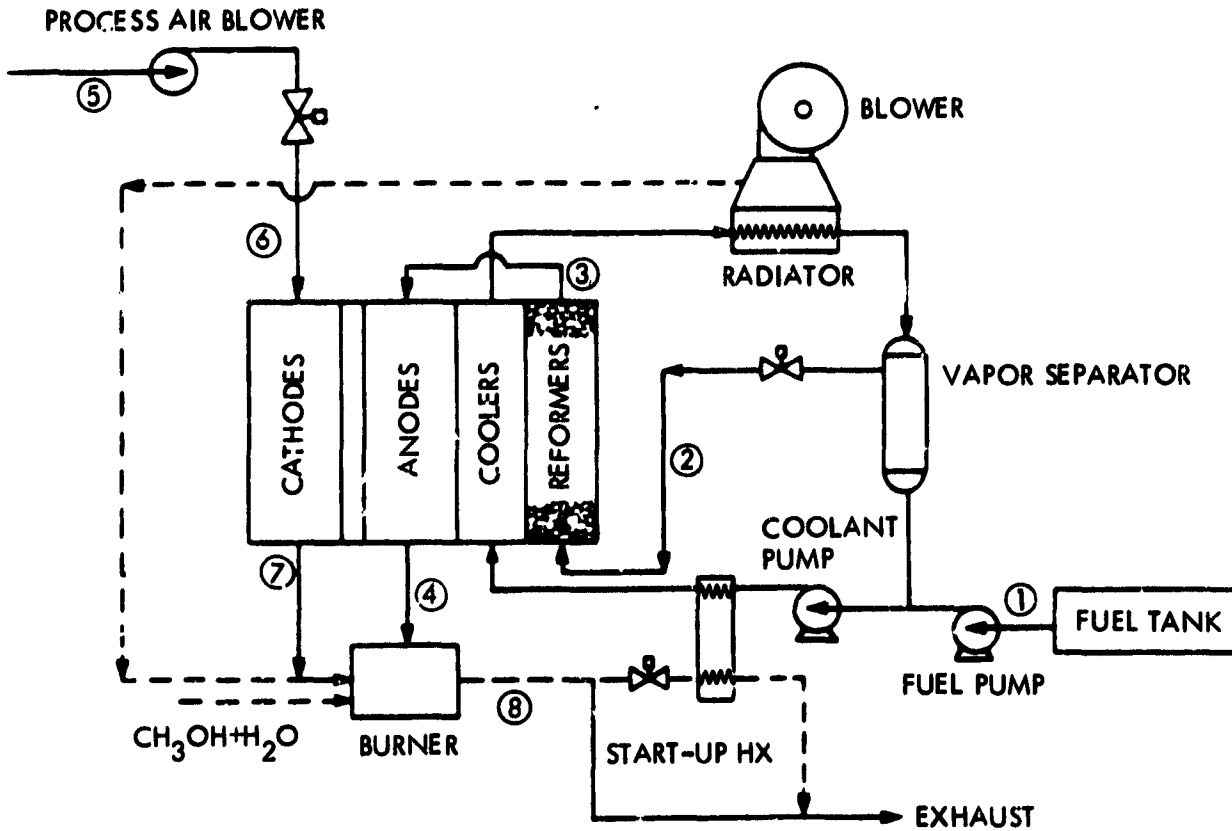 PROCESS AIR BLOWER
⑤
BLOWER
⑥
③
RADIATOR
CATHODES
ANODES
COOLERS
REFORMERS
VAPOR SEPARATOR
②
COOLANT
PUMP
⑦
④
①
FUEL TANK
FUEL PUMP
CH₃OH+H₂O
BURNER
⑧
START-UP HX
EXHAUST